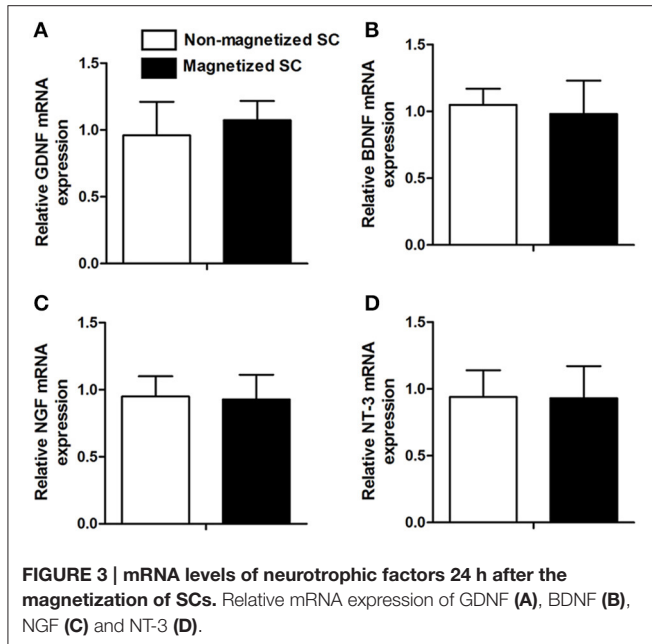 A
Non-magnetized SC
Magnetized SC
Relative GDNF mRNA
expression
1.5
1.0
0.5
0.0
B
Relative BDNF mRNA
expression
1.5
1.0
0.5
0.0
C
Relative NGF mRNA
expression
1.5
1.0
0.5
0.0
D
Relative NT-3 mRNA
expression
1.5
1.0
0.5
0.0
FIGURE 3 | mRNA levels of neurotrophic factors 24 h after the
magnetization of SCs. Relative mRNA expression of GDNF (A), BDNF (B),
NGF (C) and NT-3 (D).